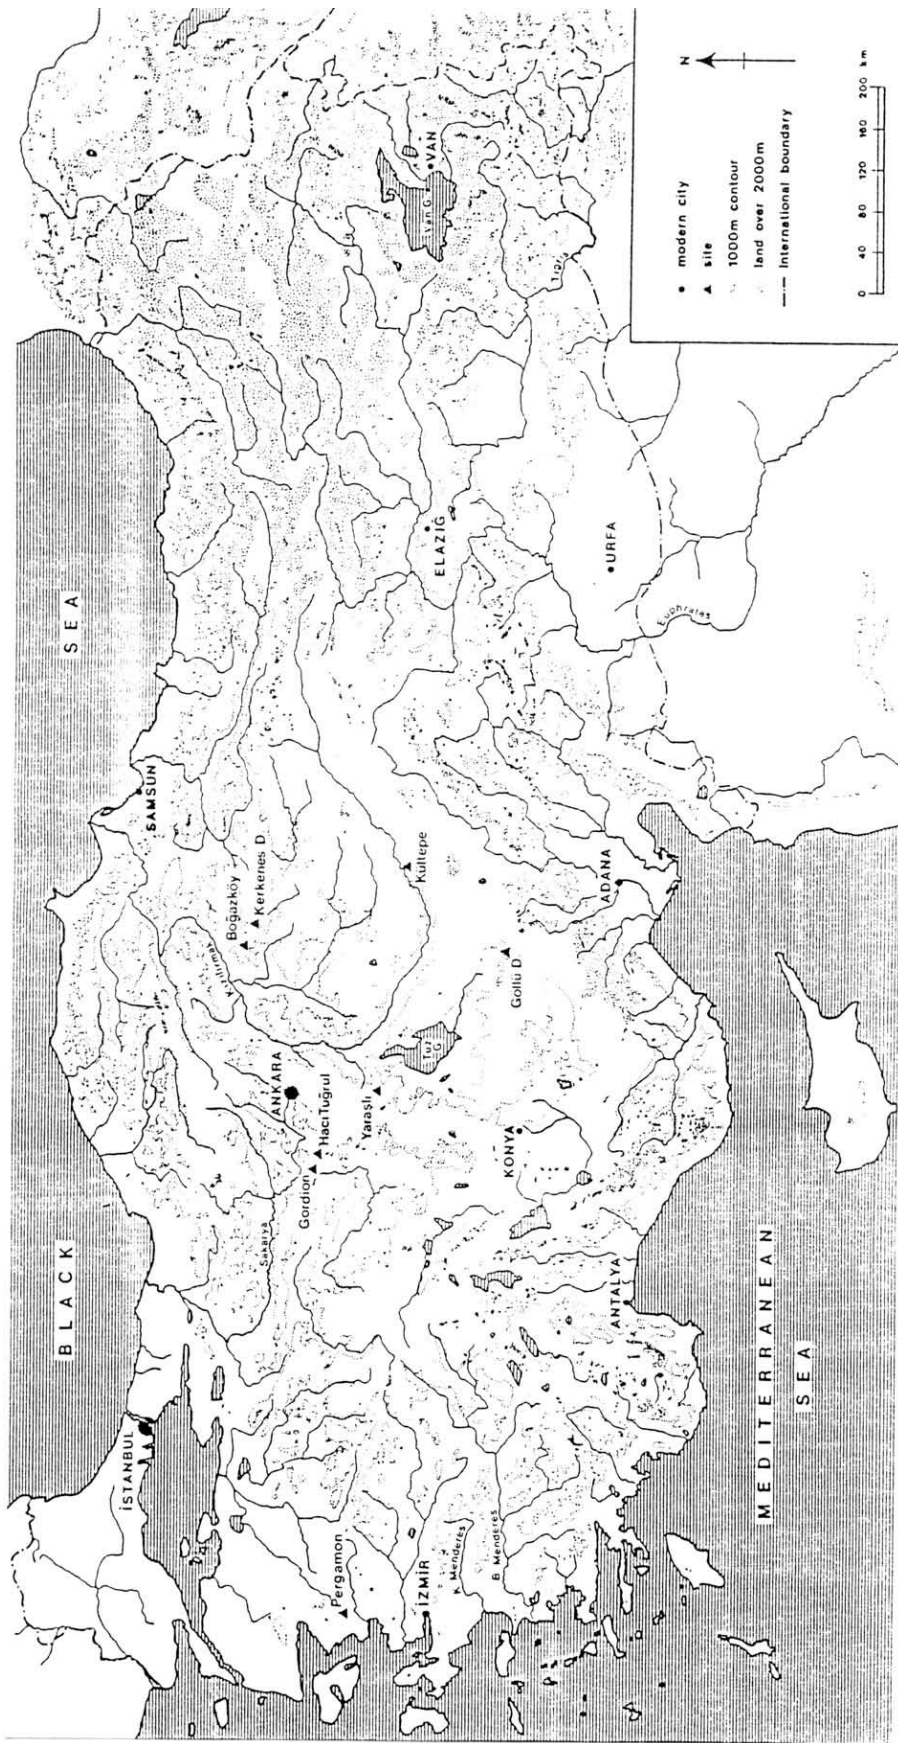 BLACK
SEA
İSTANBUL
SAMSUN
Boğazköy
Kerkenes D
Kızılırmak
Sakarya
ANKARA
Gordion
Hacı Tuğrul
Yaraşlı
Tuz
G
Kültepe
Pergamon
İZMİR
K Menderes
B Menderes
KONYA
Göllü D
ANTALYA
ADANA
ELAZIĞ
URFA
Euphrates
Van G
VAN
MEDITERRANEAN
SEA
N
modern city
site
1000m contour
land over 2000m
International boundary
0 40 80 120 160 200 km